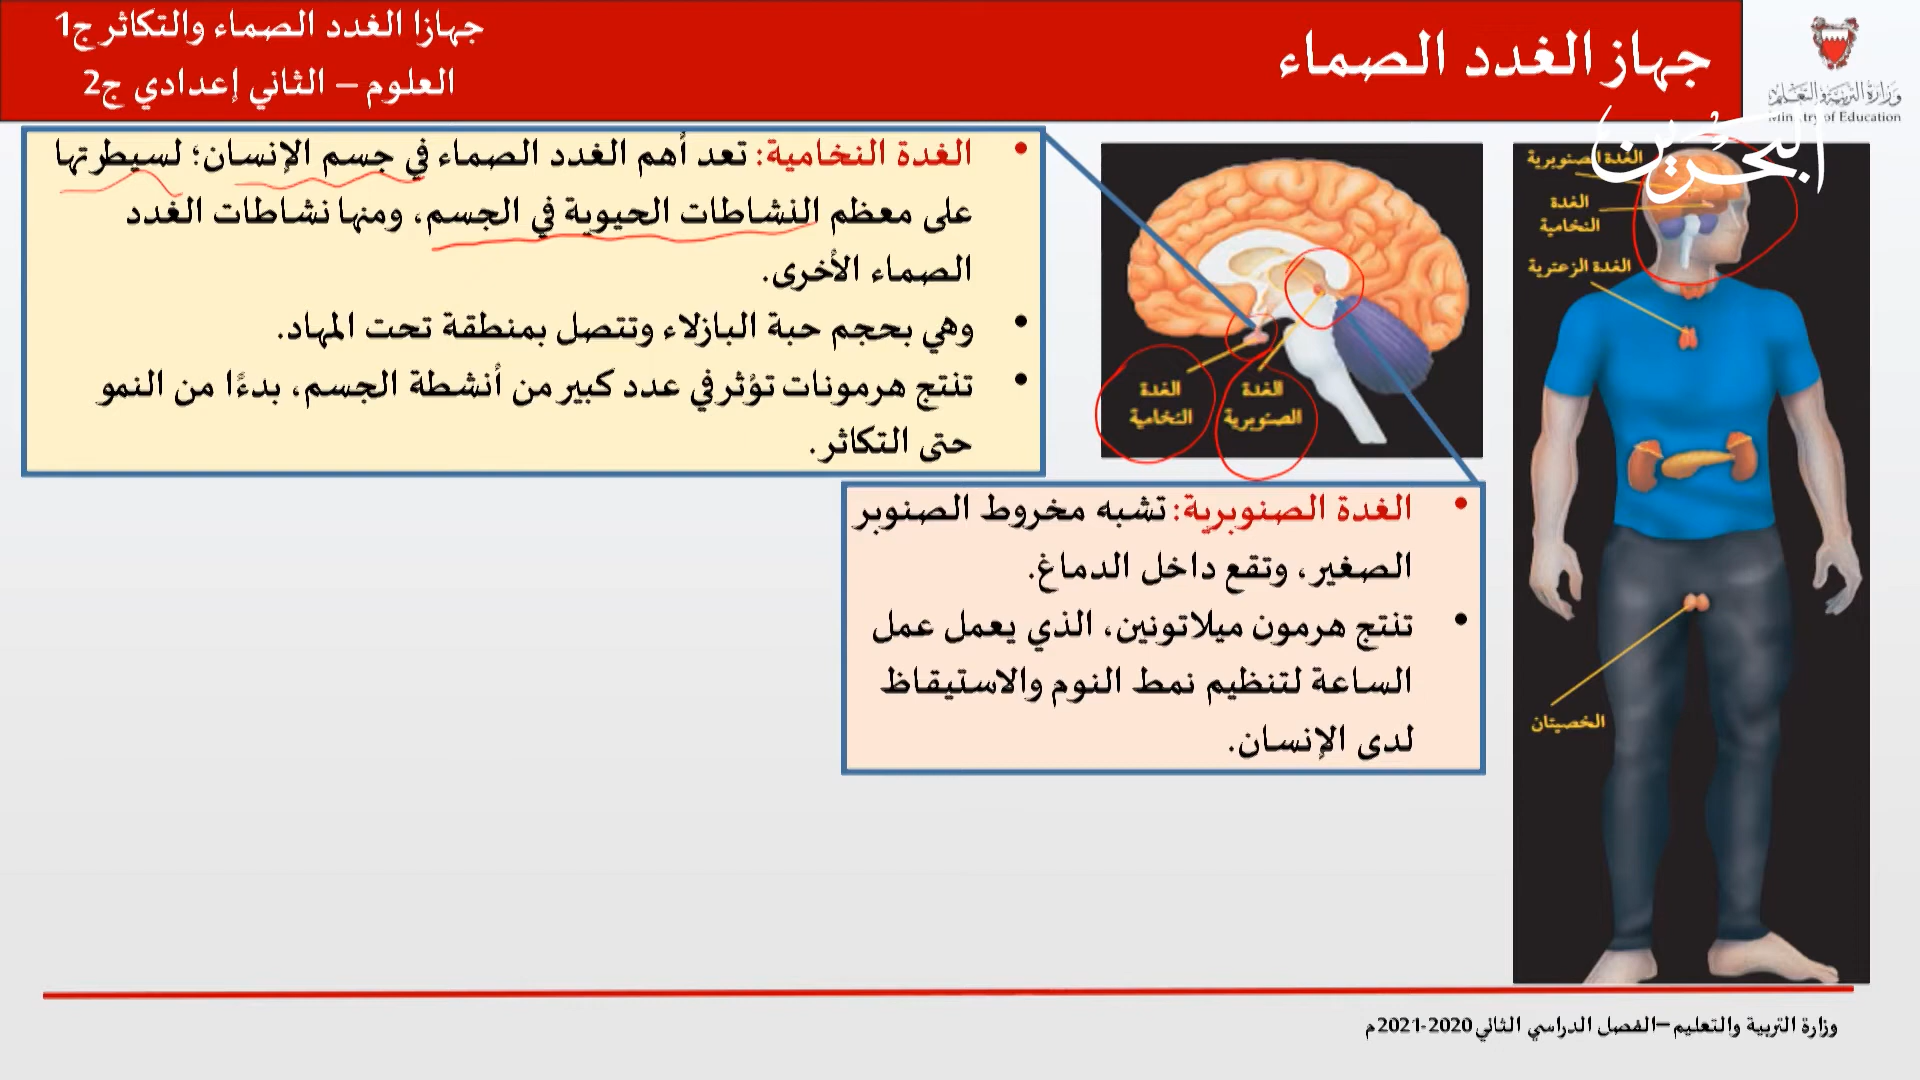 جهاز الغدد الصماء
جهازا الغدد الصماء والتكاثر ج1
العلوم – الثاني إعدادي ج2
وزارة التربية والتعليم
Ministry of Education
البحرين
• الغدة النخامية: تعد أهم الغدد الصماء في جسم الإنسان؛ لسيطرتها
على معظم النشاطات الحيوية في الجسم، ومنها نشاطات الغدد
الصماء الأخرى.
• وهي بحجم حبة البازلاء وتتصل بمنطقة تحت المهاد.
• تنتج هرمونات تؤثر في عدد كبير من أنشطة الجسم، بدءًا من النمو
حتى التكاثر.
الغدة
النخامية
الغدة
الصنوبرية
• الغدة الصنوبرية: تشبه مخروط الصنوبر
الصغير، وتقع داخل الدماغ.
• تنتج هرمون ميلاتونين، الذي يعمل عمل
الساعة لتنظيم نمط النوم والاستيقاظ
لدى الإنسان.
الغدة الصنوبرية
الغدة
النخامية
الغدة الزعترية
الخصيتان
وزارة التربية والتعليم –الفصل الدراسي الثاني 2020-2021م